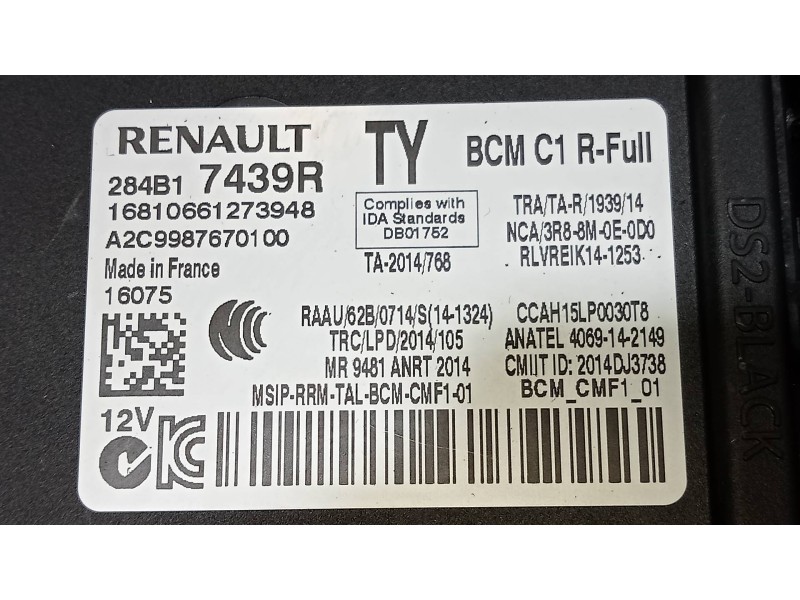 RENAULT TY BCM C1 R-Full
284B1 7439R
16810661273948
A2C9987670100
Made in France
16075
Complies with
IDA Standards
DB01752
TA-2014/768
TRA/TA-R/1939/14
NCA/3R8-8M-0E-0D0
RLVREIK14-1253
RAAU/62B/0714/S(14-1324)
TRC/LPD/2014/105
MR 9481 ANRT 2014
MSIP-RRM-TAL-BCM-CMF1-01
CCAH15LP0030T8
ANATEL 4069-14-2149
CMIIT ID: 2014DJ3738
BCM_CMF1_01
12V
DS2-BLACK